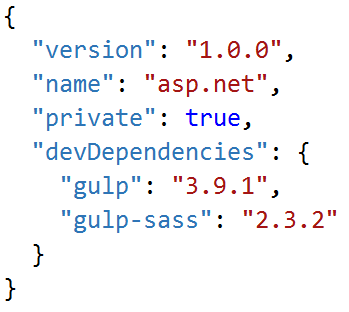 {
"version": "1.0.0",
"name": "asp.net",
"private": true,
"devDependencies": {
"gulp": "3.9.1",
"gulp-sass": "2.3.2"
}
}